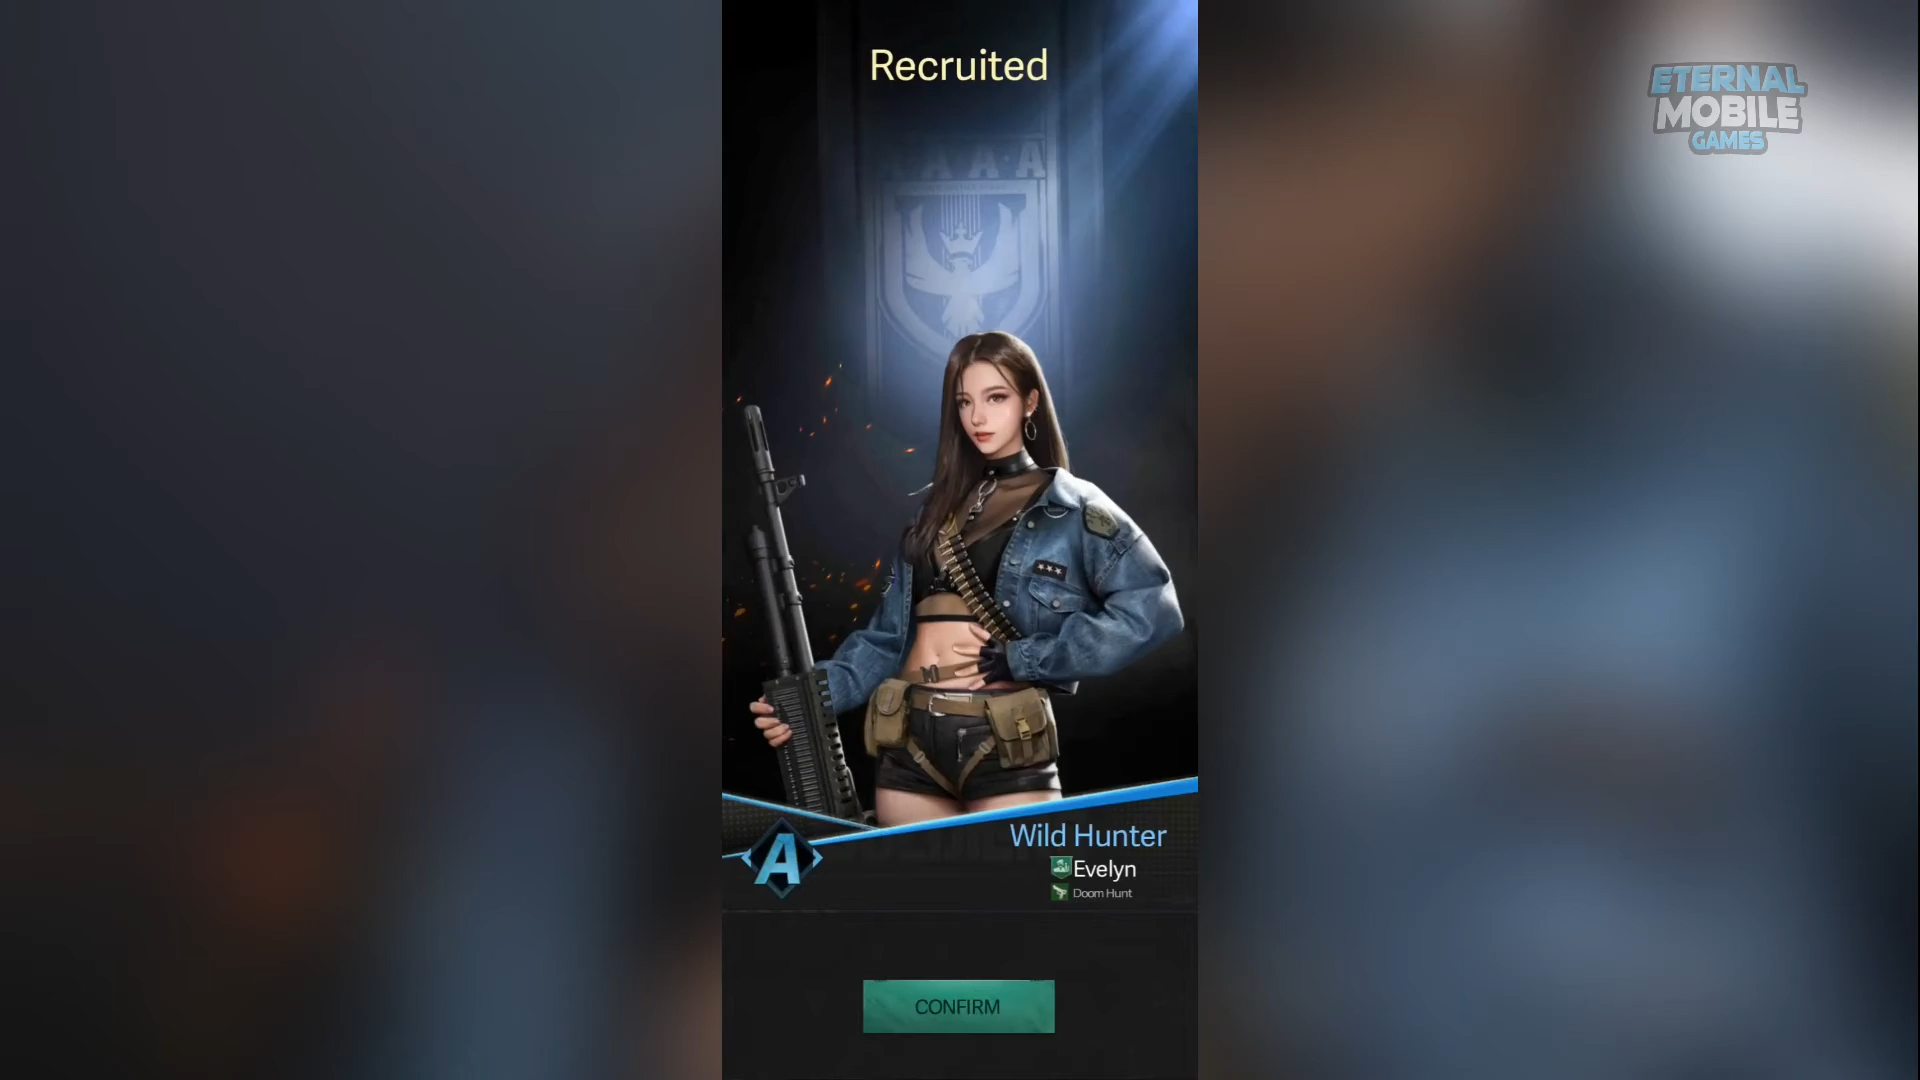 Recruited
ETERNAL
MOBILE
GAMES
A
Wild Hunter
Evelyn
Doom Hunt
CONFIRM